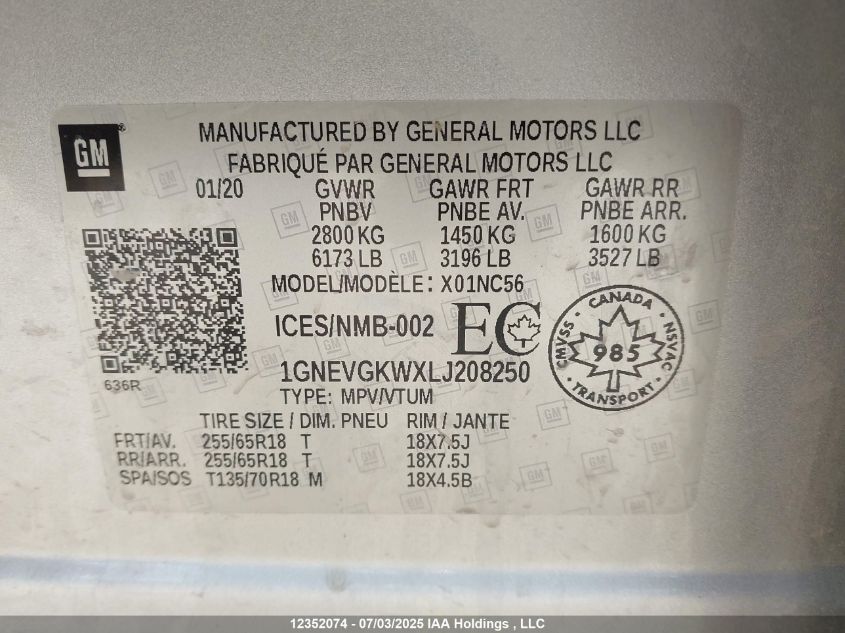 GM®
MANUFACTURED BY GENERAL MOTORS LLC
FABRIQUÉ PAR GENERAL MOTORS LLC
01/20 GVWR GAWR FRT GAWR RR
PNBV PNBE AV. PNBE ARR.
2800 KG 1450 KG 1600 KG
6173 LB 3196 LB 3527 LB
MODEL/MODÈLE: X01NC56
ICES/NMB-002 EC
CANADA
CMVSS 985 NSVAC
TRANSPORT
1GNEVGKWXLJ208250
636R
TYPE: MPV/VTUM
TIRE SIZE / DIM. PNEU RIM / JANTE
FRT/AV. 255/65R18 T 18X7.5J
RR/ARR. 255/65R18 T 18X7.5J
SPA/SOS T135/70R18 M 18X4.5B
12352074 - 07/03/2025 IAA Holdings , LLC